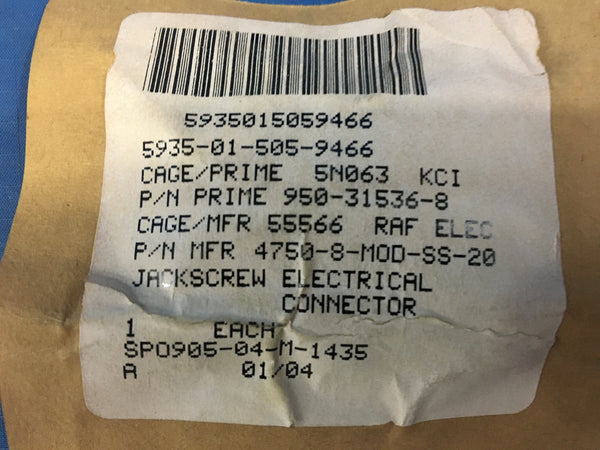 5935015059466
5935-01-505-9466
CAGE/PRIME 5N063 KCI
P/N PRIME 950-31536-8
CAGE/MFR 55566 RAF ELEC
P/N MFR 4750-8-MOD-SS-20
JACKSCREW ELECTRICAL
CONNECTOR
1 EACH
SPO905-04-M-1435
A 01/04